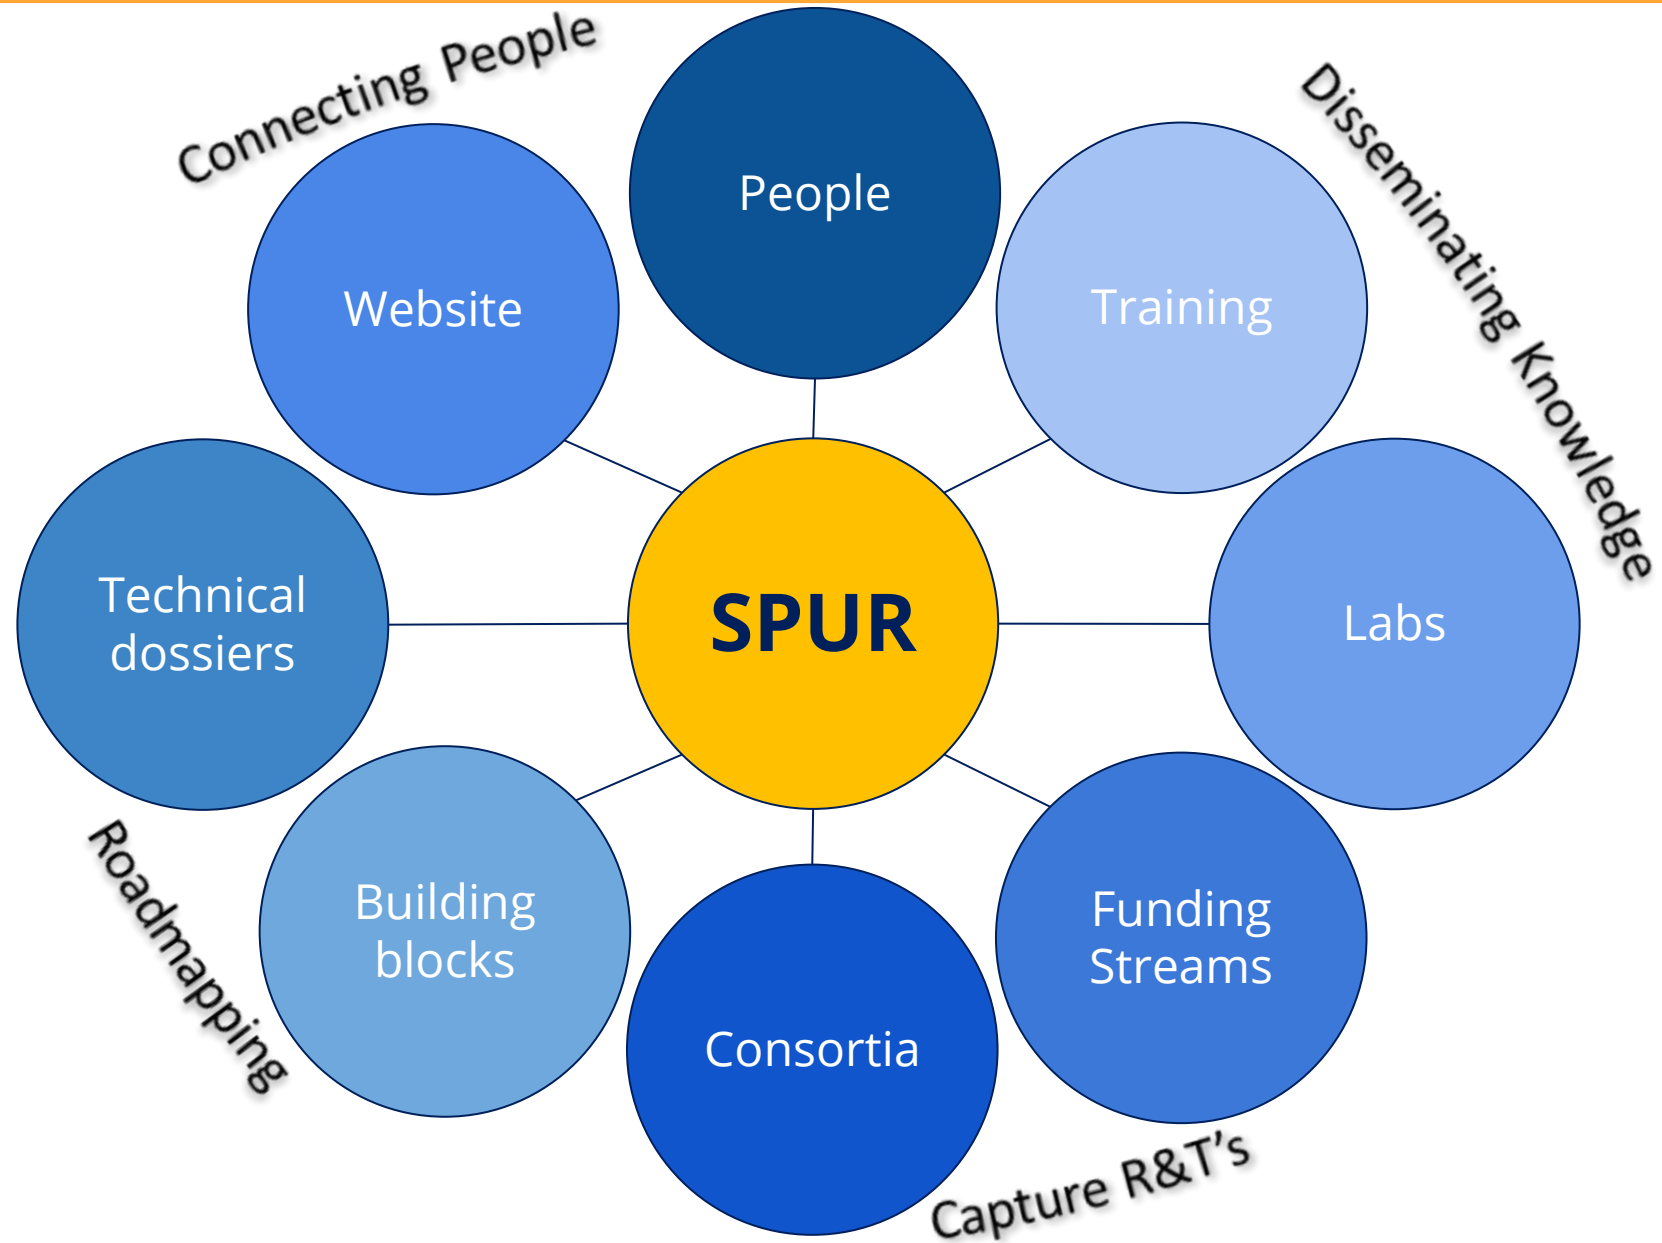 Connecting People
People
Disseminating Knowledge
Website
Training
Technical
dossiers
SPUR
Labs
Roadmapping
Building
blocks
Funding
Streams
Consortia
Capture R&T’s